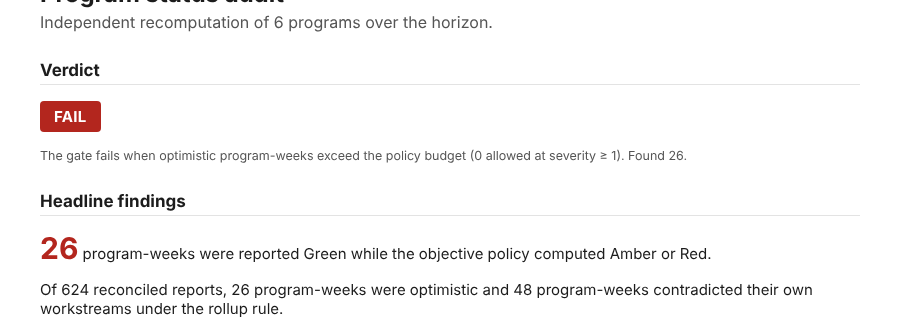 Program status audit
Independent recomputation of 6 programs over the horizon.
Verdict
FAIL
The gate fails when optimistic program-weeks exceed the policy budget (0 allowed at severity ≥ 1). Found 26.
Headline findings
26 program-weeks were reported Green while the objective policy computed Amber or Red.
Of 624 reconciled reports, 26 program-weeks were optimistic and 48 program-weeks contradicted their own
workstreams under the rollup rule.